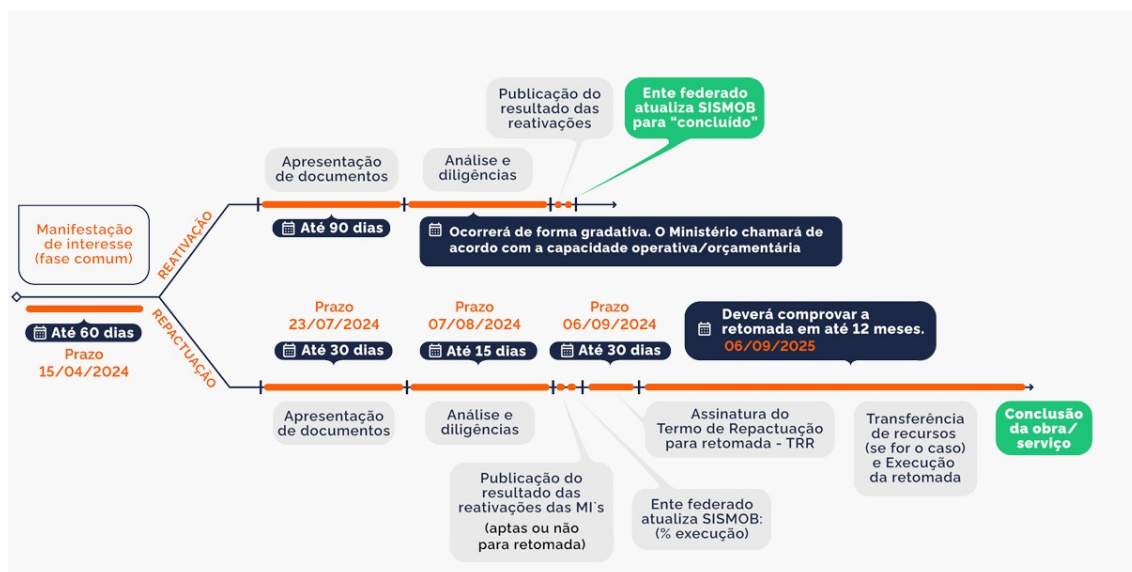 Manifestação
de interesse
(fase comum)
Até 60 dias
Prazo
15/04/2024
REATIVAÇÃO
Apresentação
de documentos
Até 90 dias
Análise e
diligências
Ocorrerá de forma gradativa. O Ministério chamará de
acordo com a capacidade operativa/orçamentária
Publicação do
resultado das
reativações
Ente federado
atualiza SISMOB
para “concluído”
REPACTUAÇÃO
Prazo
23/07/2024
Até 30 dias
Apresentação
de documentos
Prazo
07/08/2024
Até 15 dias
Análise e
diligências
Publicação do
resultado das
reativações das MI`s
(aptas ou não
para retomada)
Prazo
06/09/2024
Até 30 dias
Ente federado
atualiza SISMOB:
(% execução)
Assinatura do
Termo de Repactuação
para retomada - TRR
Deverá comprovar a
retomada em até 12 meses.
06/09/2025
Transferência
de recursos
(se for o caso)
e Execução
da retomada
Conclusão
da obra/
serviço